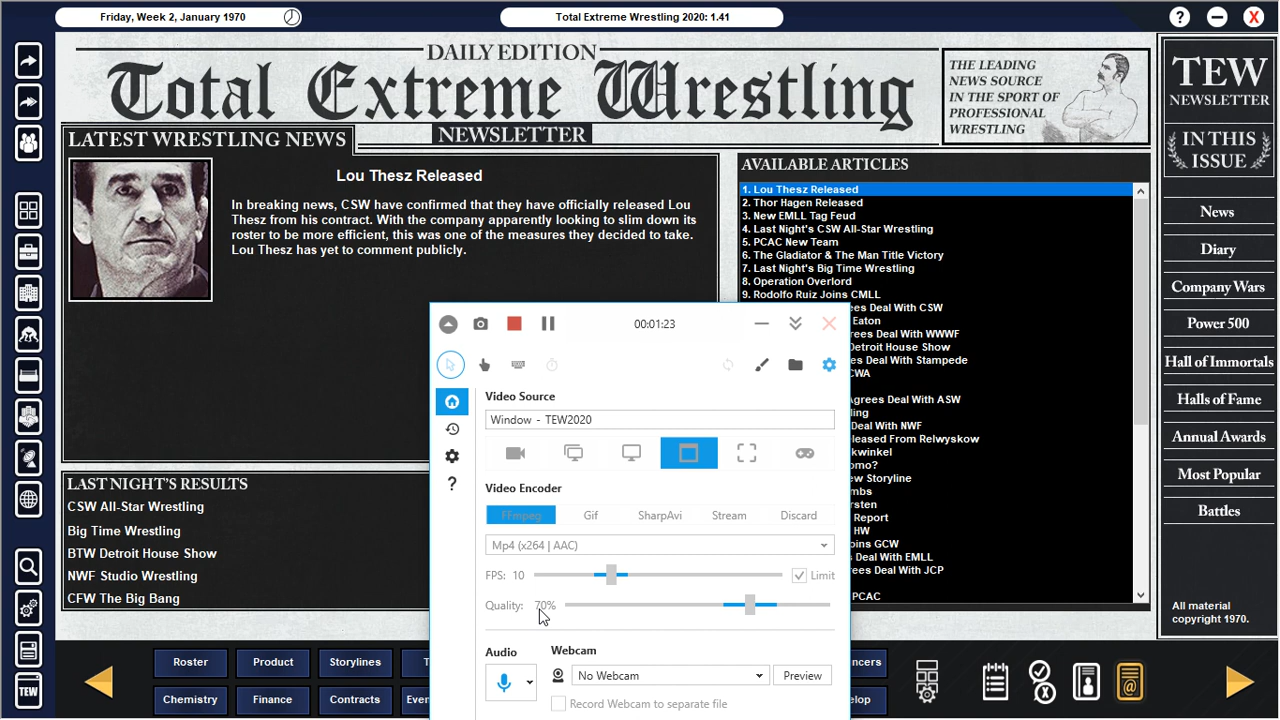 Friday, Week 2, January 1970
Total Extreme Wrestling 2020: 1.41
DAILY EDITION
Total Extreme Wrestling
NEWSLETTER
THE LEADING
NEWS SOURCE
IN THE SPORT OF
PROFESSIONAL
WRESTLING
TEW
NEWSLETTER
IN THIS
ISSUE
News
Diary
Company Wars
Power 500
Hall of Immortals
Halls of Fame
Annual Awards
Most Popular
Battles
All material
copyright 1970.
LATEST WRESTLING NEWS
Lou Thesz Released
In breaking news, CSW have confirmed that they have officially released Lou
Thesz from his contract. With the company apparently looking to slim down its
roster to be more efficient, this was one of the measures they decided to take.
Lou Thesz has yet to comment publicly.
AVAILABLE ARTICLES
1. Lou Thesz Released
2. Thor Hagen Released
3. New EMLL Tag Feud
4. Last Night's CSW All-Star Wrestling
5. PCAC New Team
6. The Gladiator & The Man Title Victory
7. Last Night's Big Time Wrestling
8. Operation Overlord
9. Rodolfo Ruiz Joins CMLL
rees Deal With CSW
Eaton
rees Deal With WWWF
Detroit House Show
rees Deal With Stampede
CWA
Agrees Deal With ASW
ling
Deal With NWF
leased From Relwyskow
kwinkel
omo?
ew Storyline
mbs
rsten
Report
HW
oins GCW
s Deal With EMLL
rees Deal With JCP
PCAC
LAST NIGHT'S RESULTS
CSW All-Star Wrestling
Big Time Wrestling
BTW Detroit House Show
NWF Studio Wrestling
CFW The Big Bang
00:01:23
Video Source
Window - TEW2020
Video Encoder
FFmpeg
Gif
SharpAvi
Stream
Discard
Mp4 (x264 | AAC)
FPS: 10
Limit
Quality: 70%
Audio
Webcam
No Webcam
Preview
Record Webcam to separate file
Roster
Product
Storylines
T
ncers
Chemistry
Finance
Contracts
Even
elop
TEW